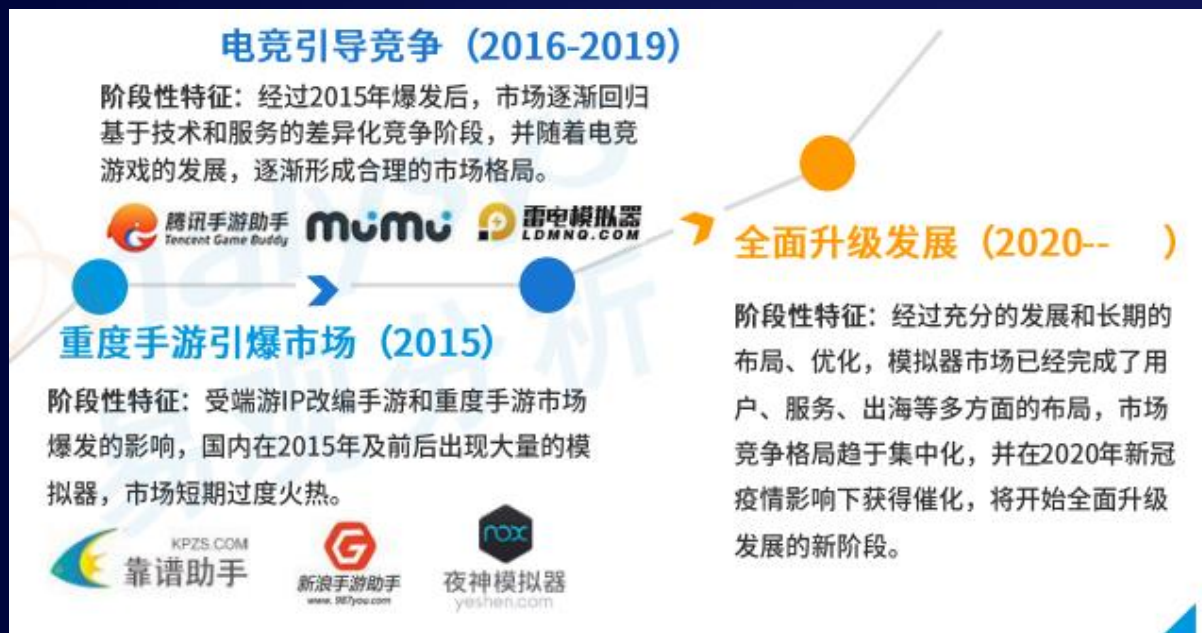 电竞引导竞争（2016-2019）
阶段性特征：经过2015年爆发后，市场逐渐回归
基于技术和服务的差异化竞争阶段，并随着电竞
游戏的发展，逐渐形成合理的市场格局。
腾讯手游助手
Tencent Game Buddy
mumu
雷电模拟器
LDMNQ.COM
重度手游引爆市场（2015）
阶段性特征：受端游IP改编手游和重度手游市场
爆发的影响，国内在2015年及前后出现大量的模
拟器，市场短期过度火热。
KPZS.COM
靠谱助手
新浪手游助手
www.987you.com
nox
夜神模拟器
yeshen.com
全面升级发展（2020-- ）
阶段性特征：经过充分的发展和长期的
布局、优化，模拟器市场已经完成了用
户、服务、出海等多方面的布局，市场
竞争格局趋于集中化，并在2020年新冠
疫情影响下获得催化，将开始全面升级
发展的新阶段。
易观分析